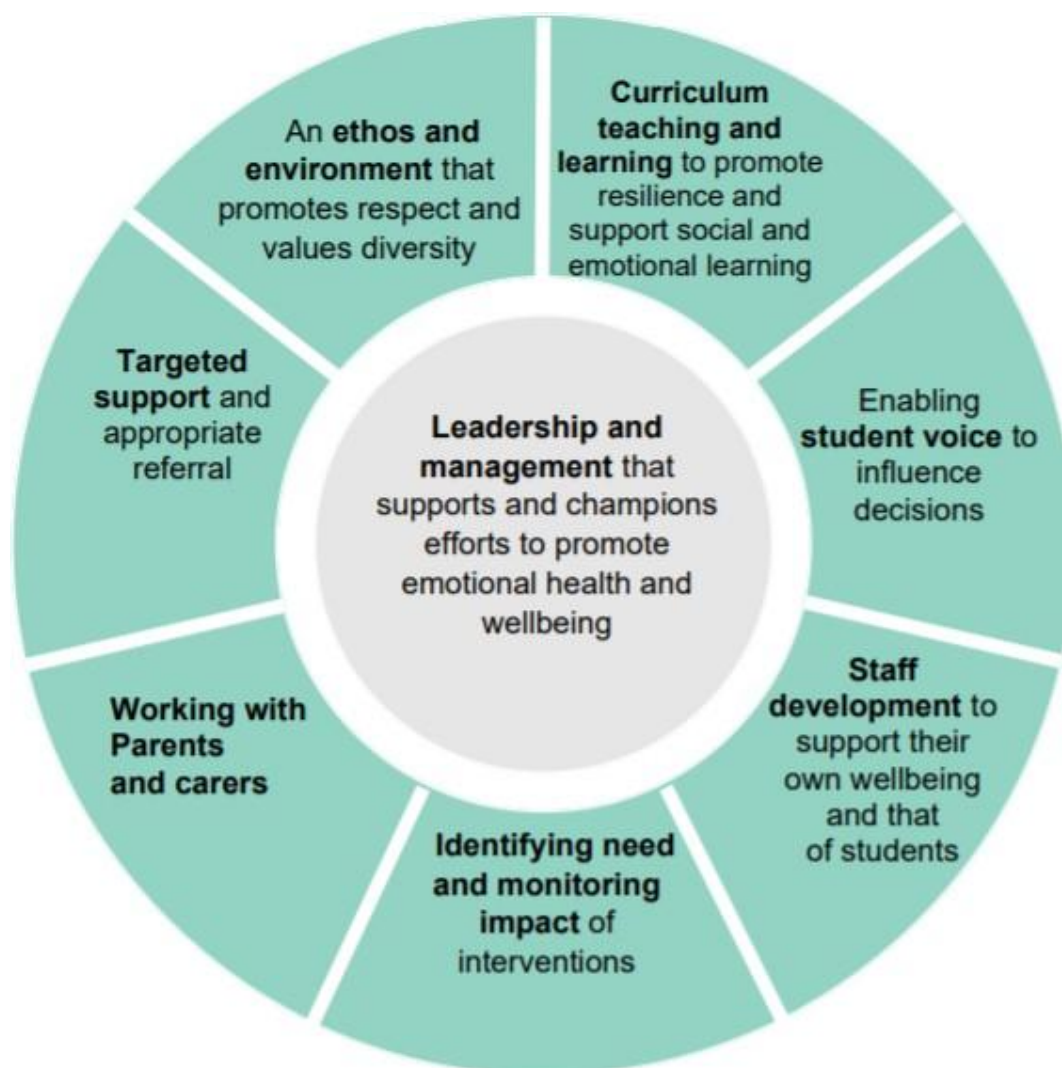 An ethos and
environment that
promotes respect and
values diversity
Curriculum
teaching and
learning to promote
resilience and
support social and
emotional learning
Enabling
student voice to
influence
decisions
Staff
development to
support their
own wellbeing
and that
of students
Identifying need
and monitoring
impact of
interventions
Working with
Parents
and carers
Targeted
support and
appropriate
referral
Leadership and
management that
supports and champions
efforts to promote
emotional health and
wellbeing